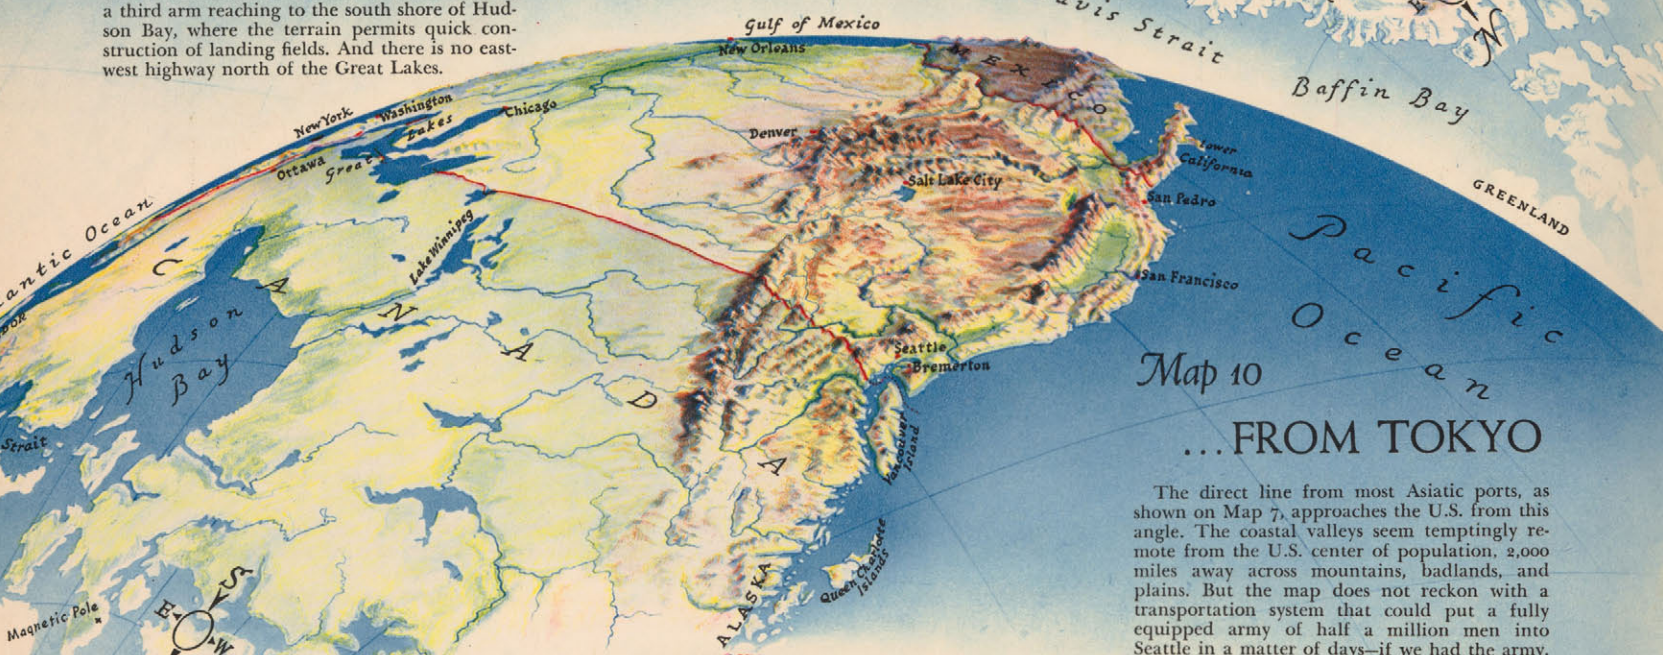 a third arm reaching to the south shore of Hud-
son Bay, where the terrain permits quick con-
struction of landing fields. And there is no east-
west highway north of the Great Lakes.
Gulf of Mexico
New Orleans
MEXICO
Davis Strait
N
E
Baffin Bay
GREENLAND
New York
Washington
Chicago
Ottawa
Great Lakes
Denver
Salt Lake City
Lower
California
San Pedro
San Francisco
Pacific
Ocean
antic Ocean
CANADA
Lake Winnipeg
Hudson
Bay
Seattle
Bremerton
Vancouver
Island
Queen Charlotte
Islands
ALASKA
Strait
Magnetic Pole
S
E
W
Map 10
...FROM TOKYO
The direct line from most Asiatic ports, as
shown on Map 7, approaches the U.S. from this
angle. The coastal valleys seem temptingly re-
mote from the U.S. center of population, 2,000
miles away across mountains, badlands, and
plains. But the map does not reckon with a
transportation system that could put a fully
equipped army of half a million men into
Seattle in a matter of days—if we had the army.